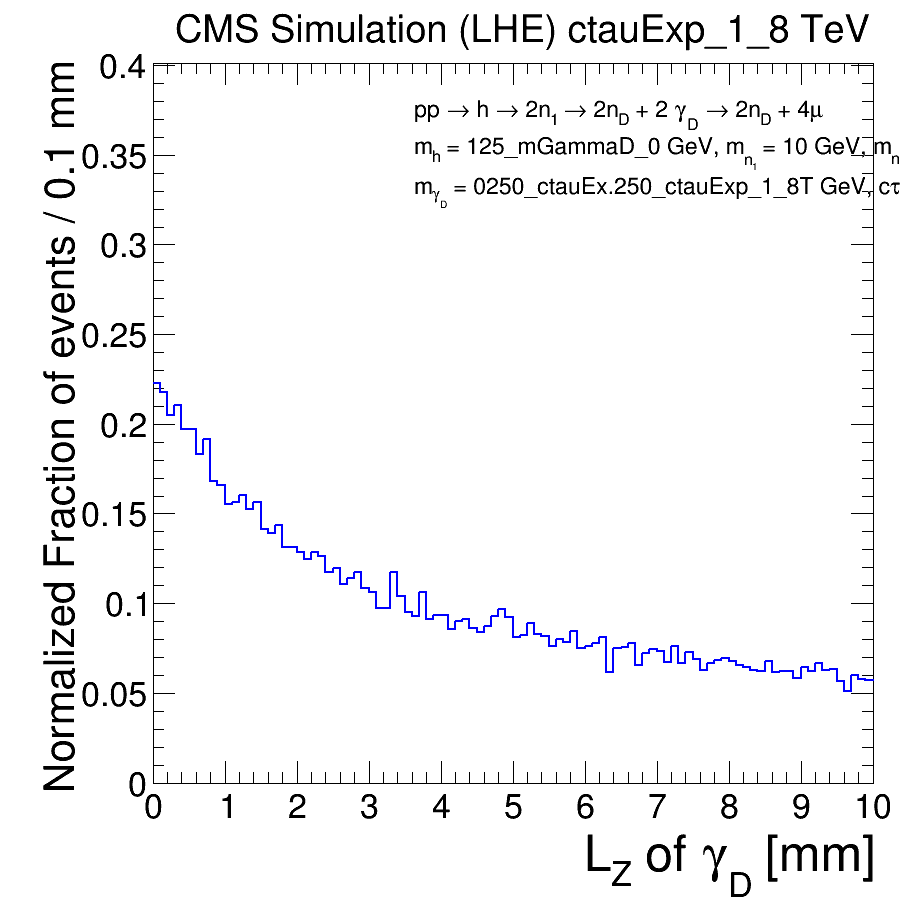 CMS Simulation (LHE) ctauExp_1_8 TeV
pp → h → 2n1 → 2nD + 2 γD → 2nD + 4μ
mh = 125_mGammaD_0 GeV, mn1 = 10 GeV, mn
mγD = 0250_ctauEx.250_ctauExp_1_8T GeV, cτ
Normalized Fraction of events / 0.1 mm
0.4
0.35
0.3
0.25
0.2
0.15
0.1
0.05
0
0 1 2 3 4 5 6 7 8 9 10
LZ of γD [mm]